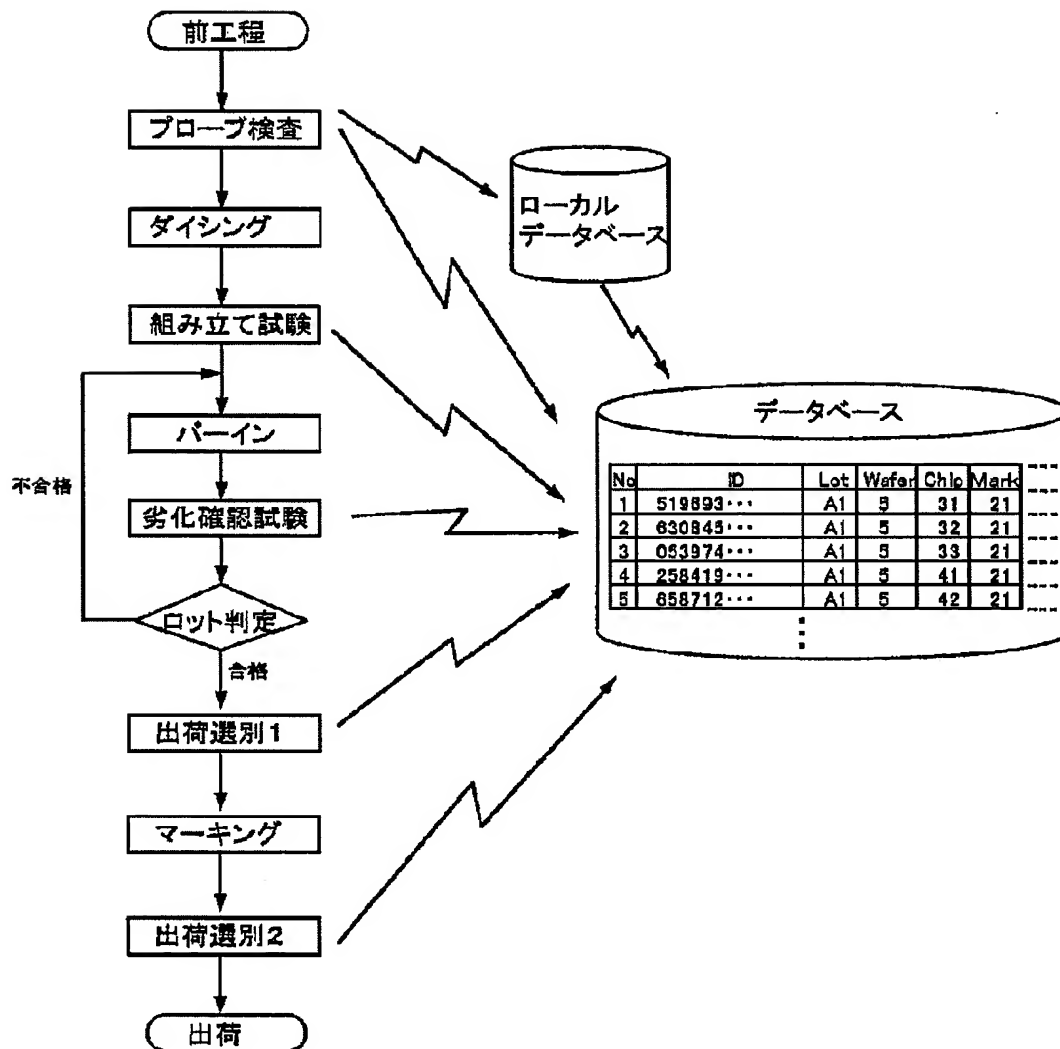 前工程
プローブ検査
ダイシング
組み立て試験
バーイン
不合格
劣化確認試験
ロット判定
合格
出荷選別1
マーキング
出荷選別2
出荷
ローカル
データベース
データベース
No ID Lot Wafer Chip Mark
1 519693··· A1 5 31 21
2 630845··· A1 5 32 21
3 053974··· A1 5 33 21
4 258419··· A1 5 41 21
5 658712··· A1 5 42 21